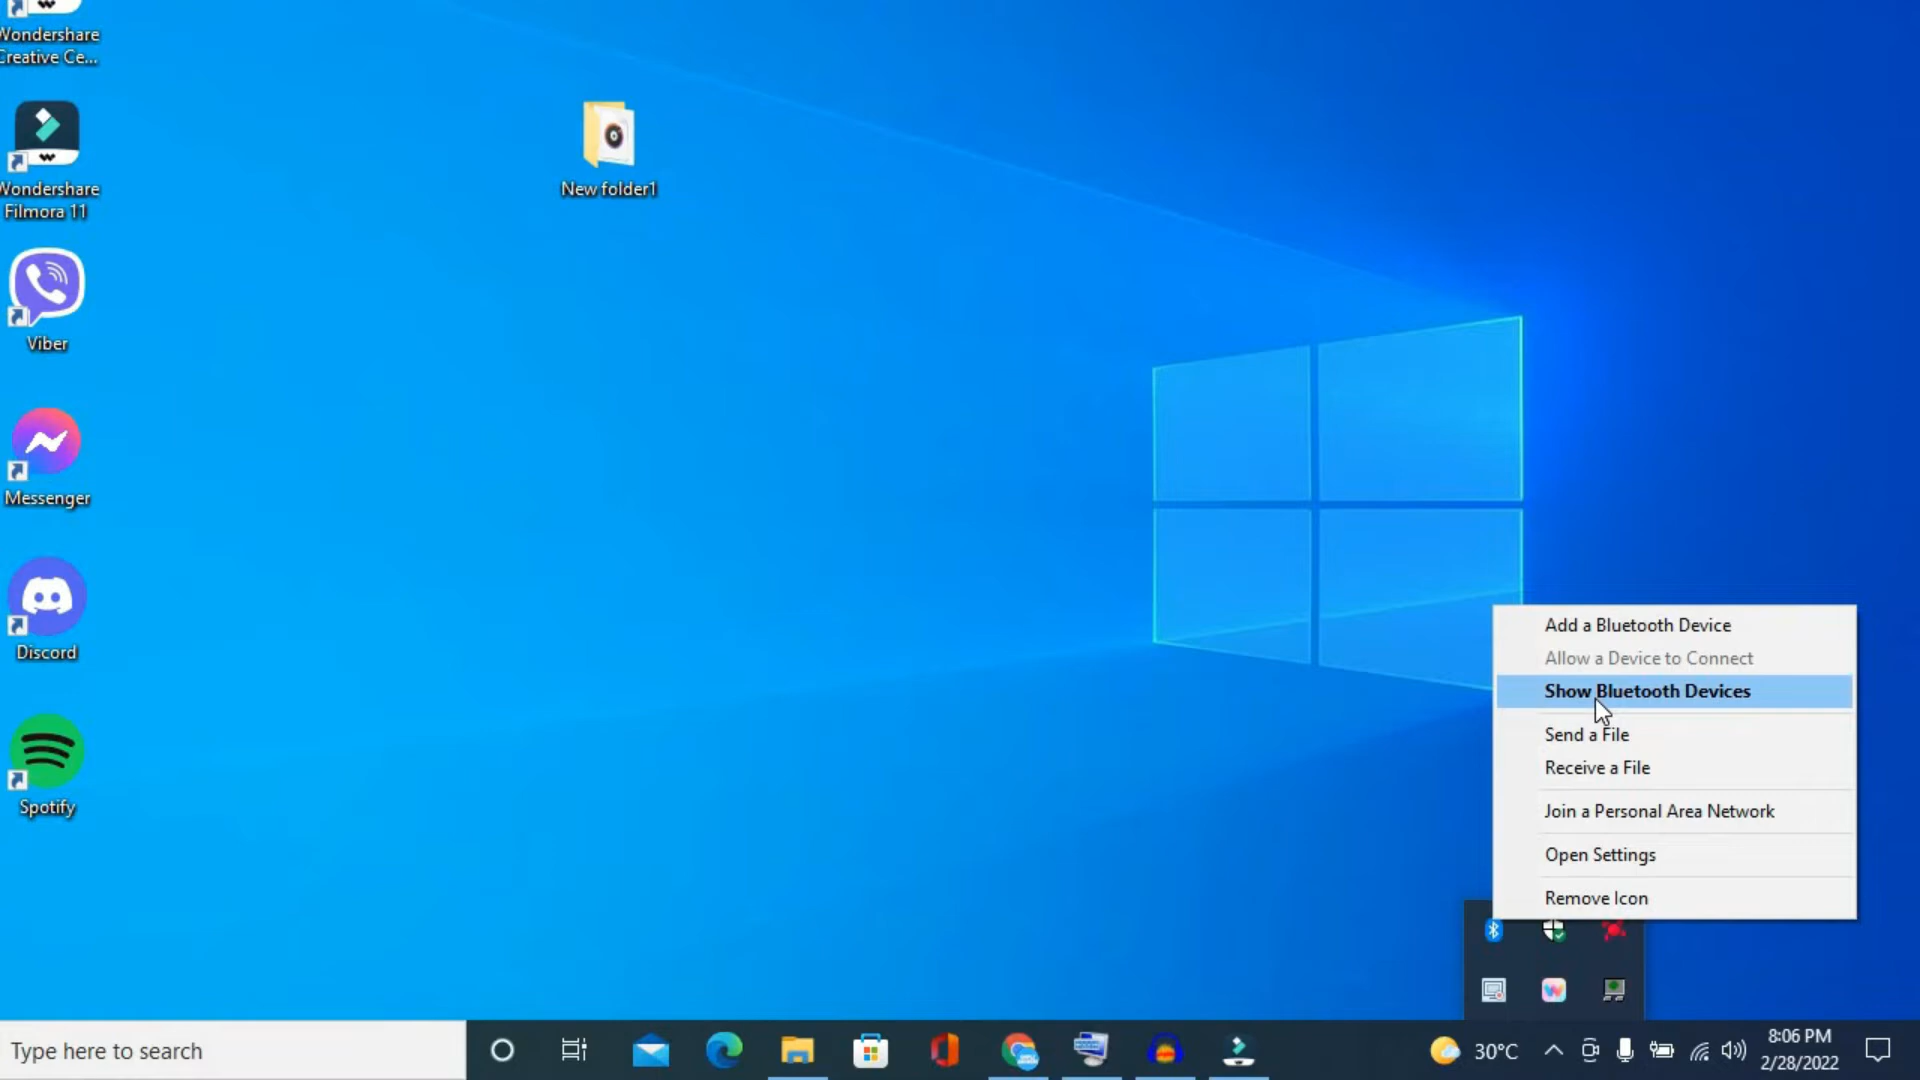 Wondershare
Creative Ce...
Wondershare
Filmora 11
Viber
Messenger
Discord
Spotify
New folder1
Add a Bluetooth Device
Allow a Device to Connect
Show Bluetooth Devices
Send a File
Receive a File
Join a Personal Area Network
Open Settings
Remove Icon
Type here to search
30°C
8:06 PM
2/28/2022